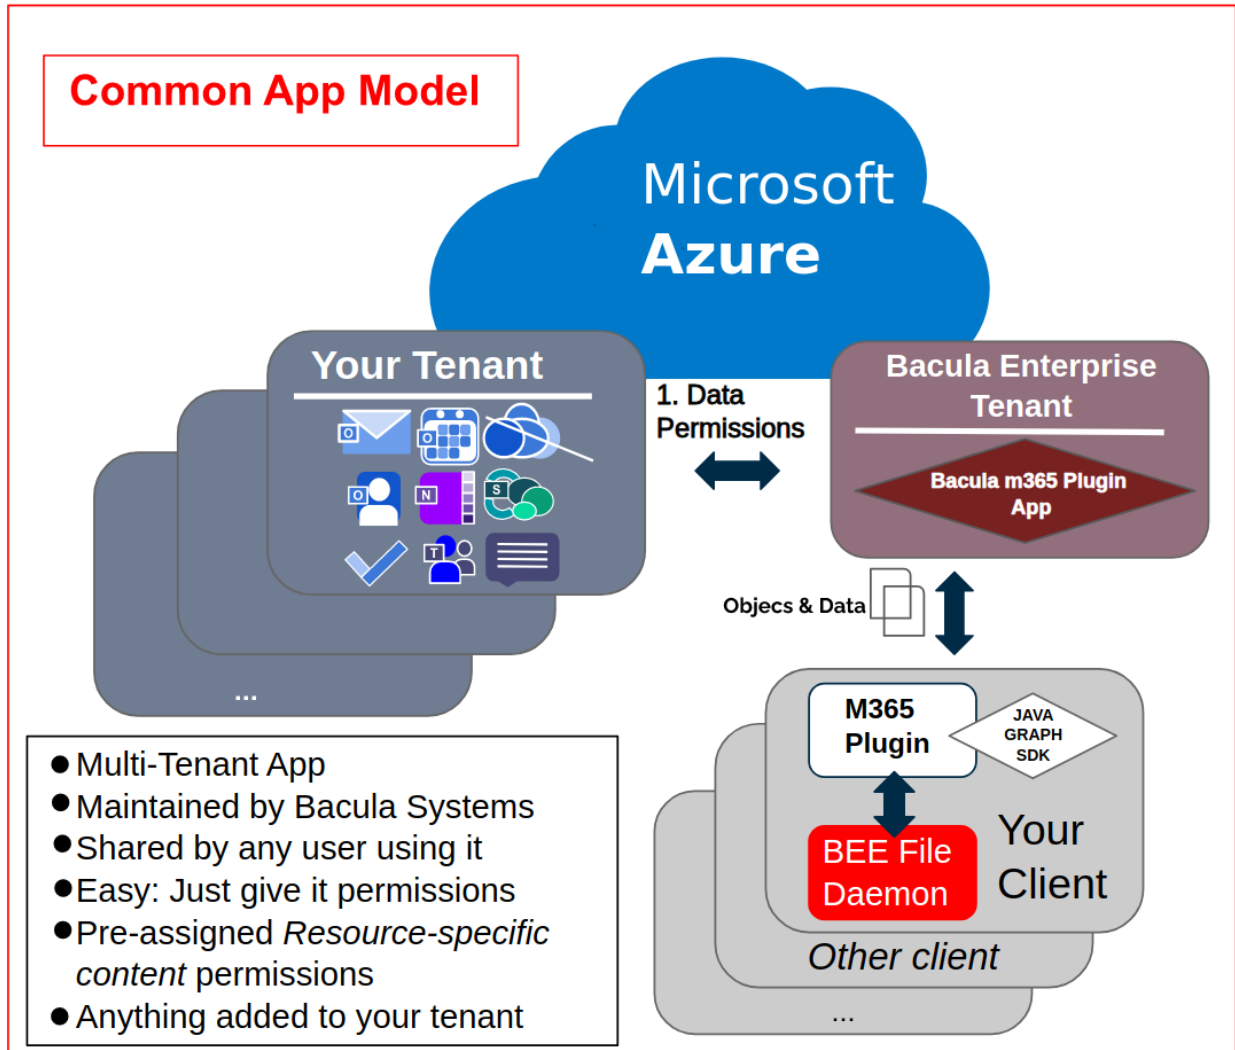 Common App Model
Microsoft
Azure
Your Tenant
O
O
O
N
S
T
...
1. Data
Permissions
Bacula Enterprise
Tenant
Bacula m365 Plugin
App
Objecs & Data
M365
Plugin
JAVA
GRAPH
SDK
BEE File
Daemon
Your
Client
Other client
...
● Multi-Tenant App
● Maintained by Bacula Systems
● Shared by any user using it
● Easy: Just give it permissions
● Pre-assigned Resource-specific
content permissions
● Anything added to your tenant